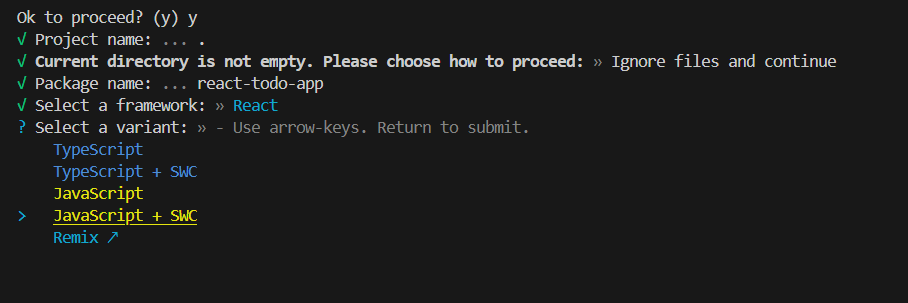 Ok to proceed? (y) y
√ Project name: ... .
√ Current directory is not empty. Please choose how to proceed: » Ignore files and continue
√ Package name: ... react-todo-app
√ Select a framework: » React
? Select a variant: » - Use arrow-keys. Return to submit.
TypeScript
TypeScript + SWC
JavaScript
> JavaScript + SWC
Remix ↗